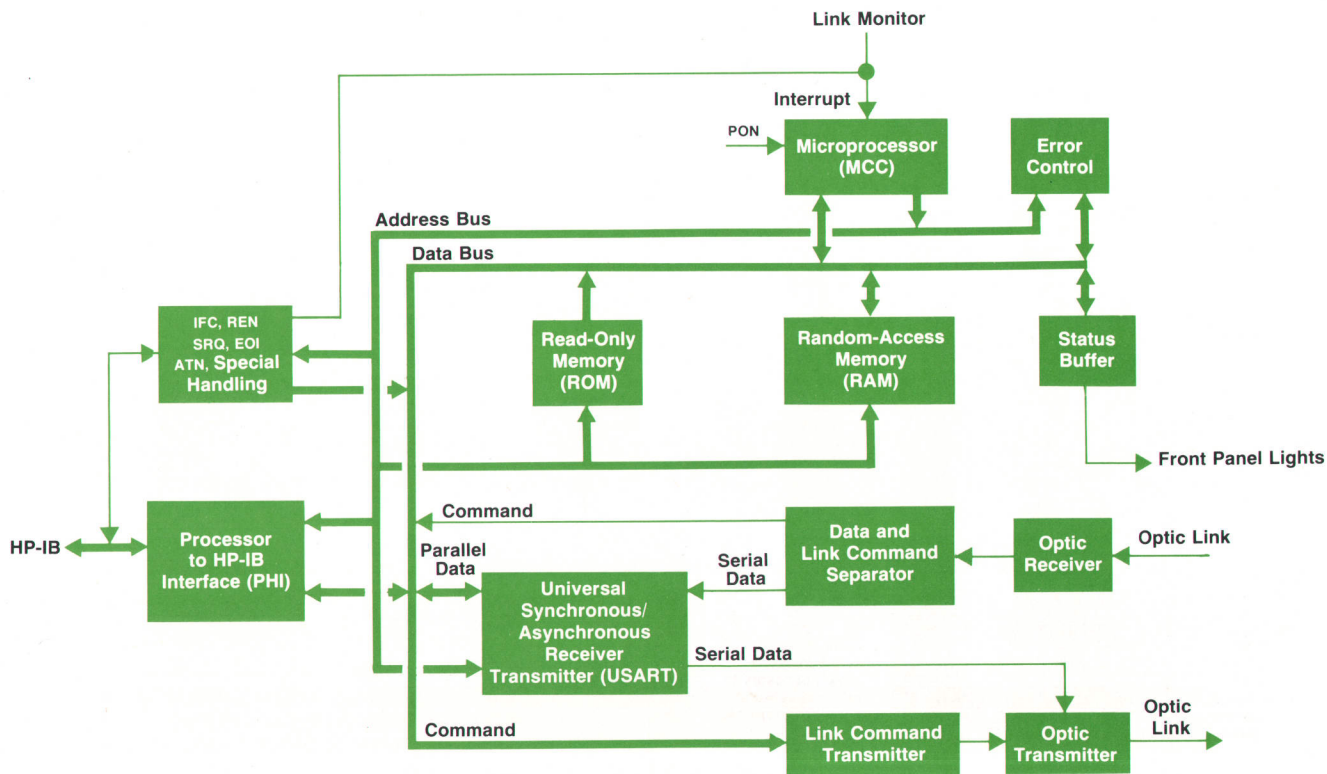 Link Monitor
Interrupt
PON
Microprocessor
(MCC)
Error
Control
Address Bus
Data Bus
IFC, REN
SRQ, EOI
ATN, Special
Handling
Read-Only
Memory
(ROM)
Random-Access
Memory
(RAM)
Status
Buffer
Front Panel Lights
HP-IB
Processor
to HP-IB
Interface (PHI)
Command
Parallel
Data
Universal
Synchronous/
Asynchronous
Receiver
Transmitter (USART)
Serial
Data
Data and
Link Command
Separator
Optic
Receiver
Optic Link
Serial Data
Command
Link Command
Transmitter
Optic
Transmitter
Optic
Link